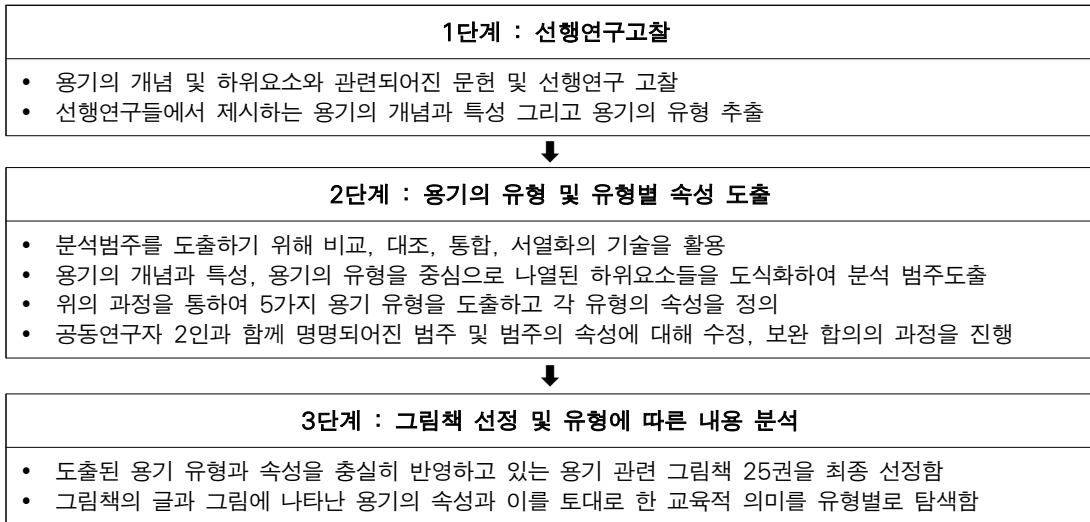 1단계 : 선행연구고찰
• 용기의 개념 및 하위요소와 관련되어진 문헌 및 선행연구 고찰
• 선행연구들에서 제시하는 용기의 개념과 특성 그리고 용기의 유형 추출
2단계 : 용기의 유형 및 유형별 속성 도출
• 분석범주를 도출하기 위해 비교, 대조, 통합, 서열화의 기술을 활용
• 용기의 개념과 특성, 용기의 유형을 중심으로 나열된 하위요소들을 도식화하여 분석 범주도출
• 위의 과정을 통하여 5가지 용기 유형을 도출하고 각 유형의 속성을 정의
• 공동연구자 2인과 함께 명명되어진 범주 및 범주의 속성에 대해 수정, 보완 합의의 과정을 진행
3단계 : 그림책 선정 및 유형에 따른 내용 분석
• 도출된 용기 유형과 속성을 충실히 반영하고 있는 용기 관련 그림책 25권을 최종 선정함
• 그림책의 글과 그림에 나타난 용기의 속성과 이를 토대로 한 교육적 의미를 유형별로 탐색함